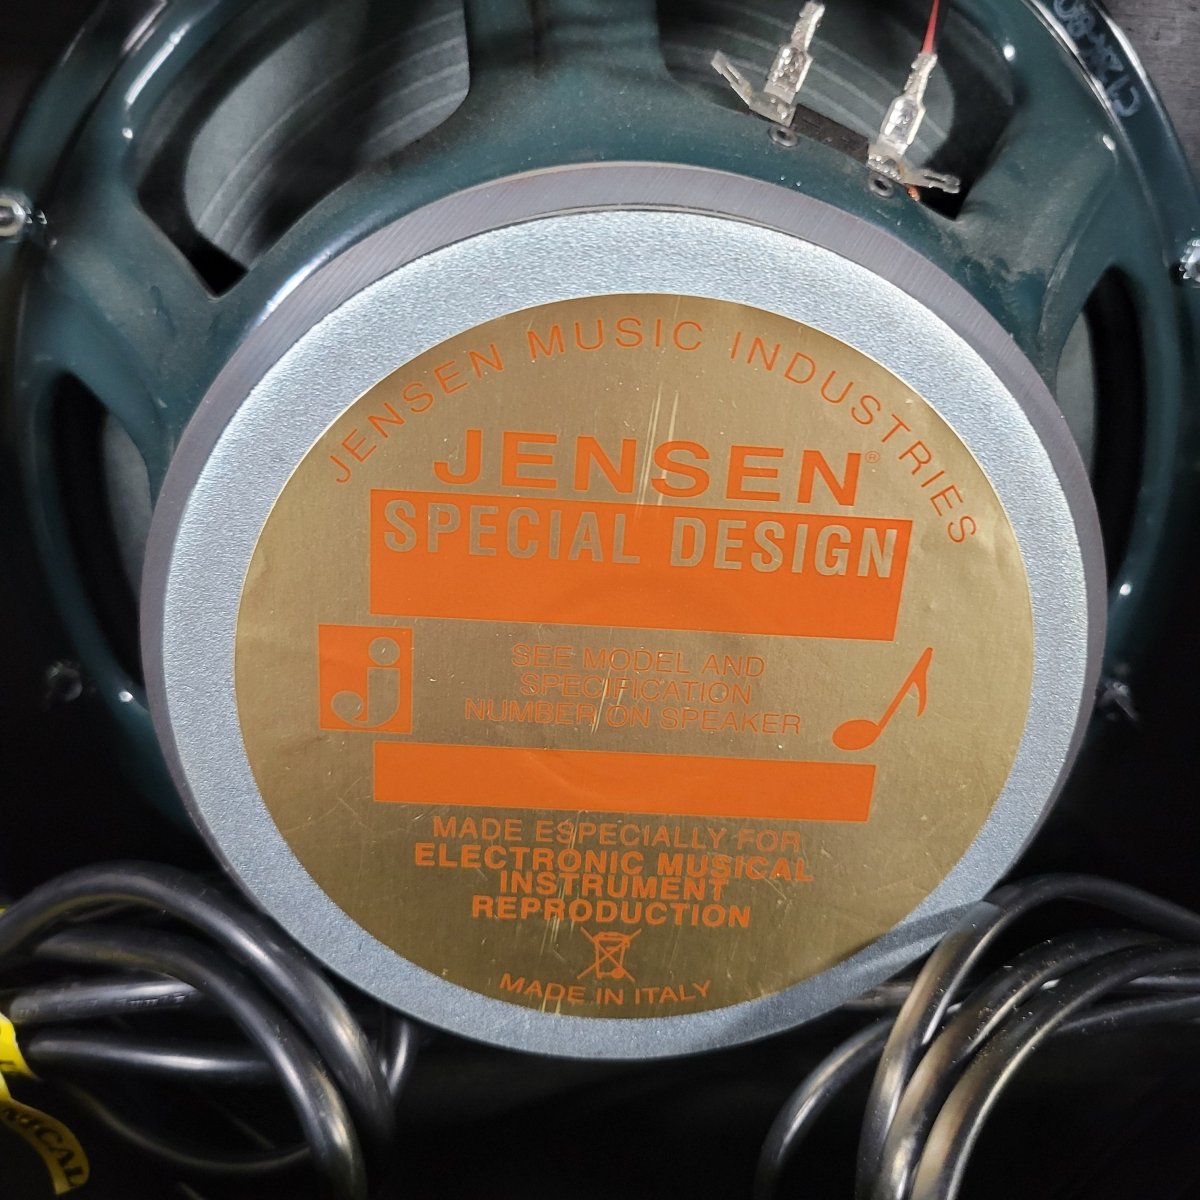 JENSEN MUSIC INDUSTRIES
JENSEN®
SPECIAL DESIGN
j
SEE MODEL AND
SPECIFICATION
NUMBER ON SPEAKER
MADE ESPECIALLY FOR
ELECTRONIC MUSICAL
INSTRUMENT
REPRODUCTION
MADE IN ITALY